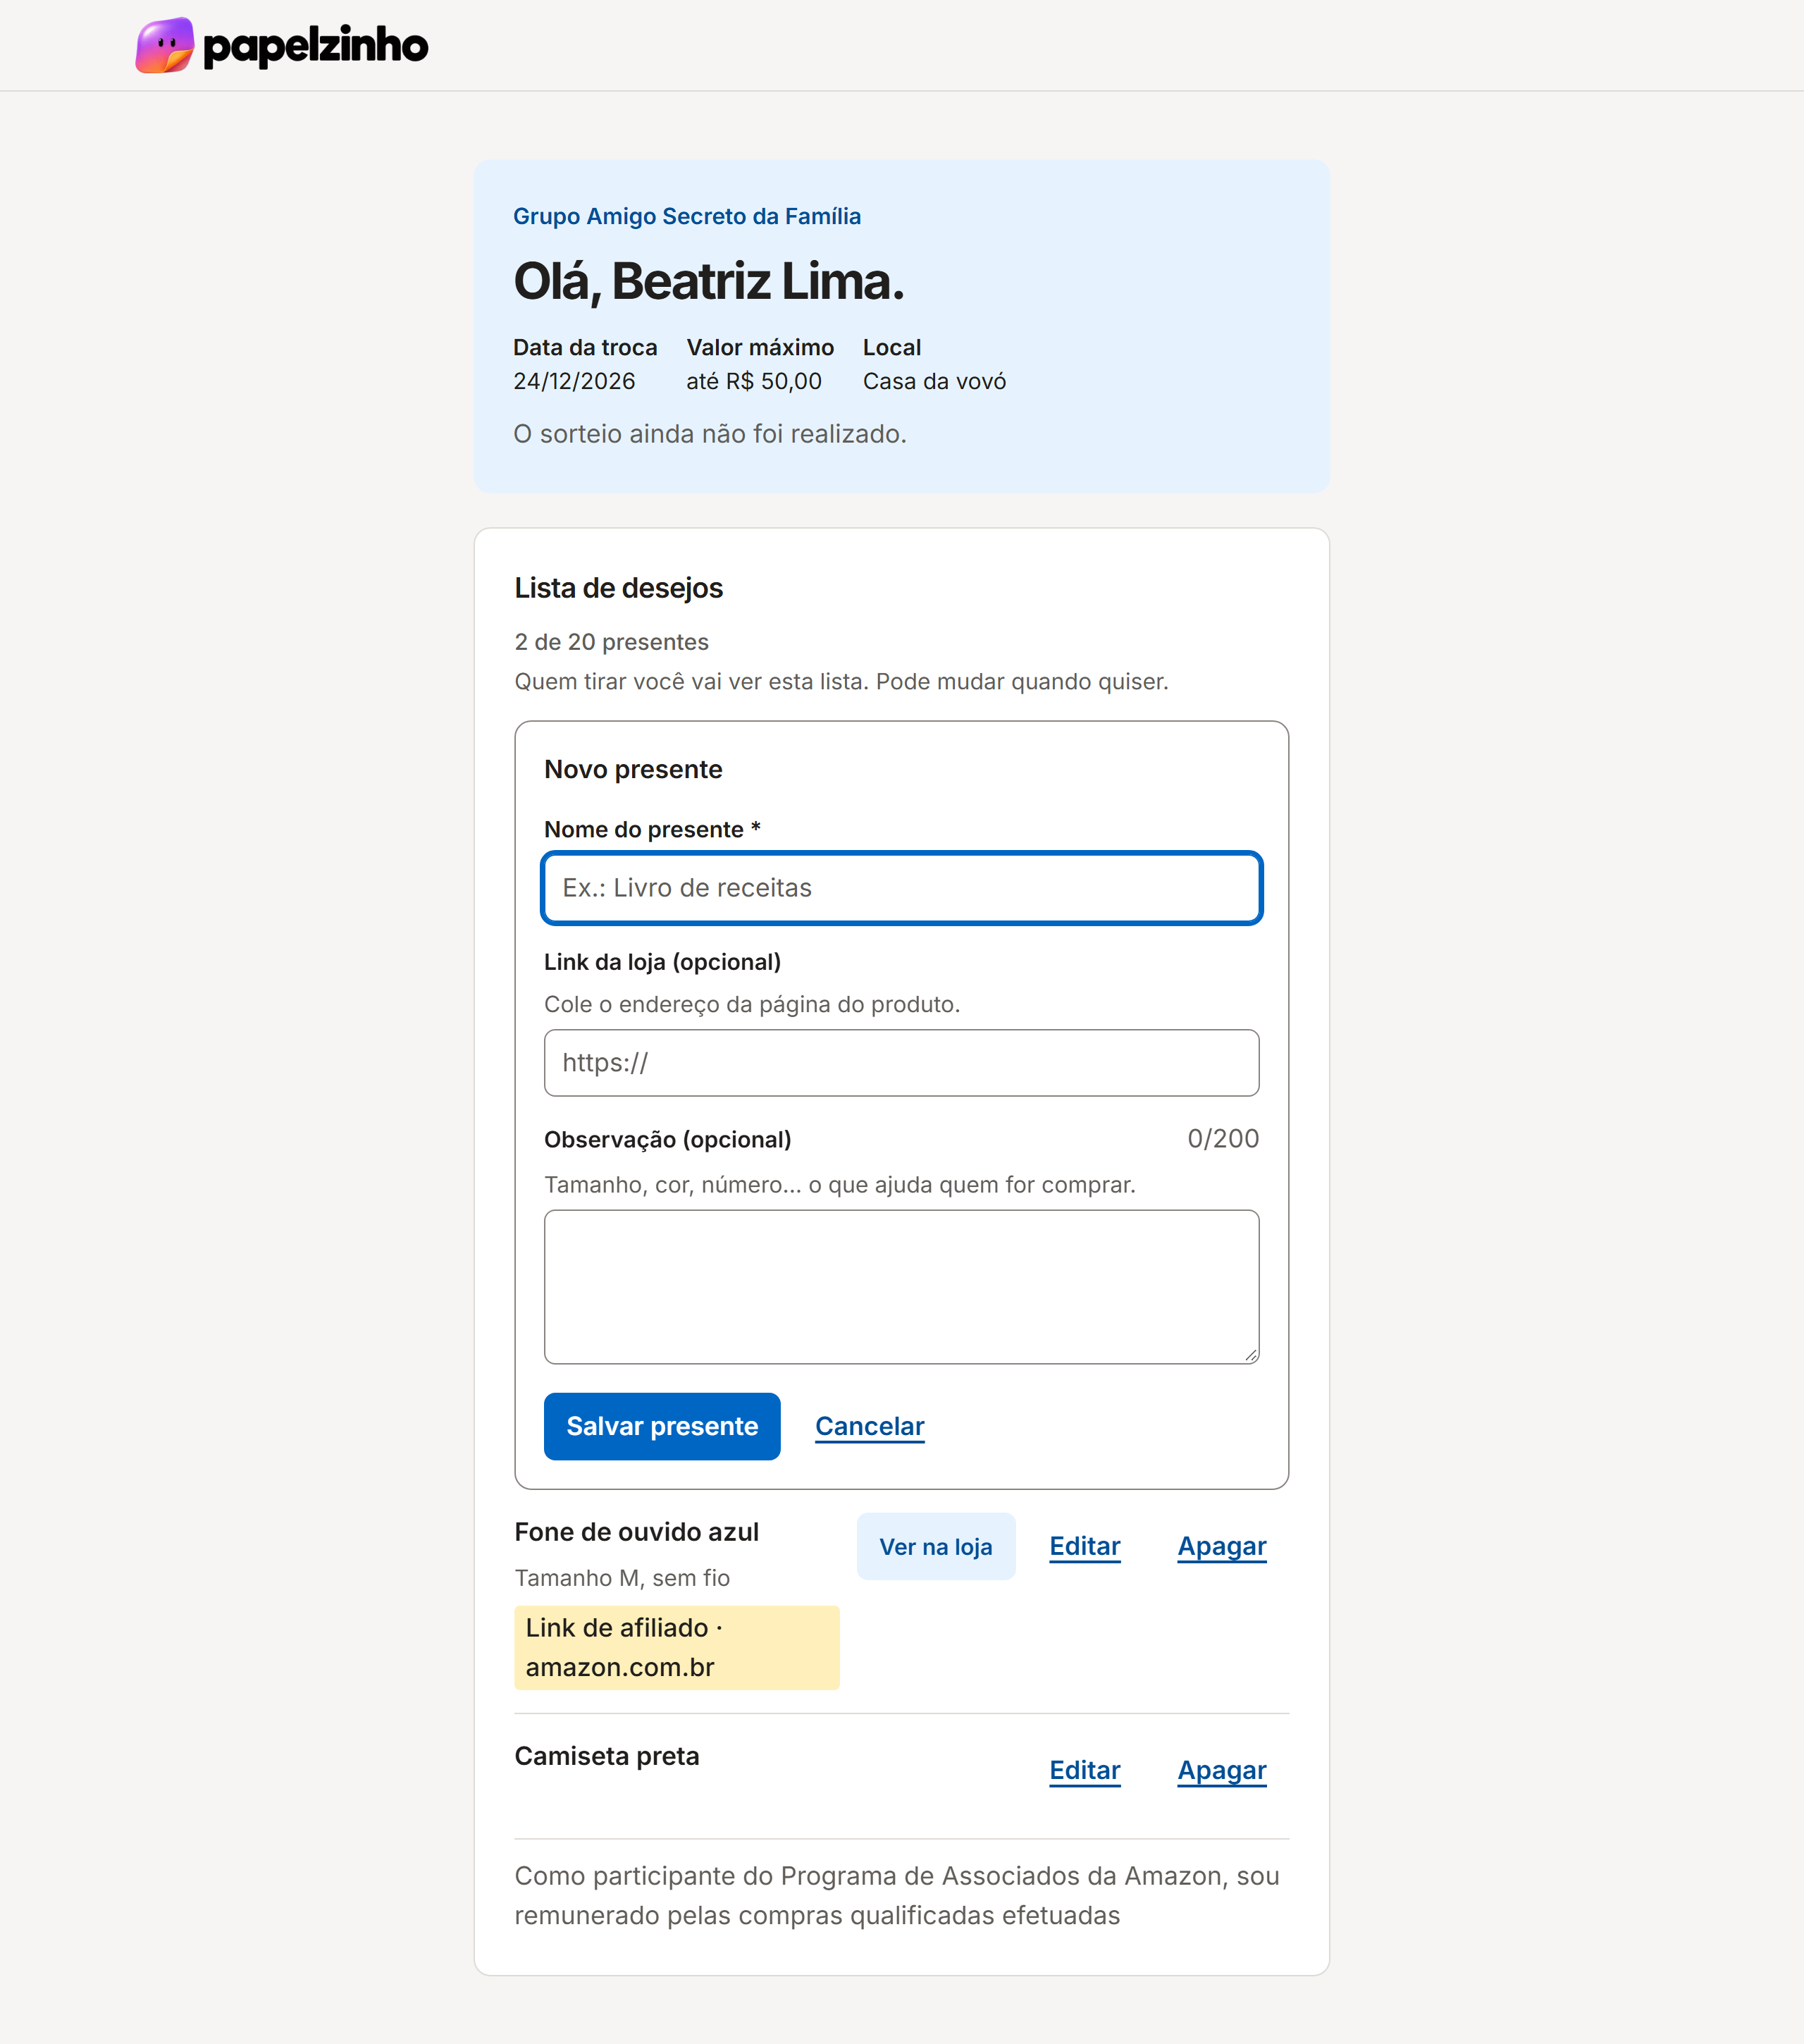 papelzinho
Grupo Amigo Secreto da Família
Olá, Beatriz Lima.
Data da troca
24/12/2026
Valor máximo
até R$ 50,00
Local
Casa da vovó
O sorteio ainda não foi realizado.
Lista de desejos
2 de 20 presentes
Quem tirar você vai ver esta lista. Pode mudar quando quiser.
Novo presente
Nome do presente *
Ex.: Livro de receitas
Link da loja (opcional)
Cole o endereço da página do produto.
https://
Observação (opcional)
0/200
Tamanho, cor, número... o que ajuda quem for comprar.
Salvar presente
Cancelar
Fone de ouvido azul
Tamanho M, sem fio
Link de afiliado ·
amazon.com.br
Ver na loja
Editar
Apagar
Camiseta preta
Editar
Apagar
Como participante do Programa de Associados da Amazon, sou
remunerado pelas compras qualificadas efetuadas